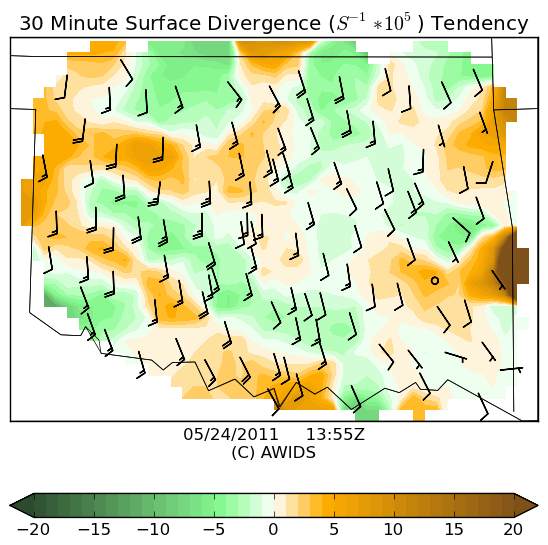 30 Minute Surface Divergence (S⁻¹ *10⁵ ) Tendency
05/24/2011 13:55Z
(C) AWIDS
−20 −15 −10 −5 0 5 10 15 20